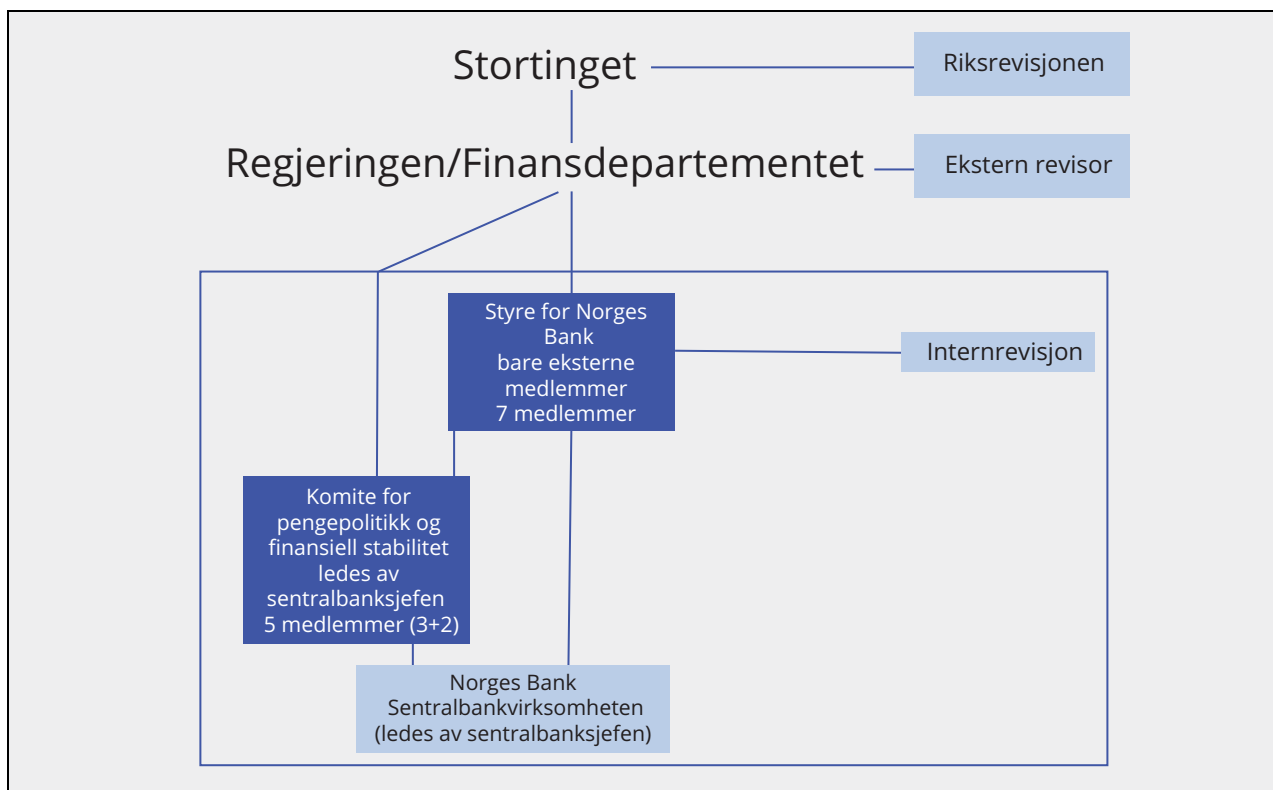 Stortinget
Riksrevisjonen
Regjeringen/Finansdepartementet
Ekstern revisor
Styre for Norges
Bank
bare eksterne
medlemmer
7 medlemmer
Internrevisjon
Komite for
pengepolitikk og
finansiell stabilitet
ledes av
sentralbanksjefen
5 medlemmer (3+2)
Norges Bank
Sentralbankvirksomheten
(ledes av sentralbanksjefen)